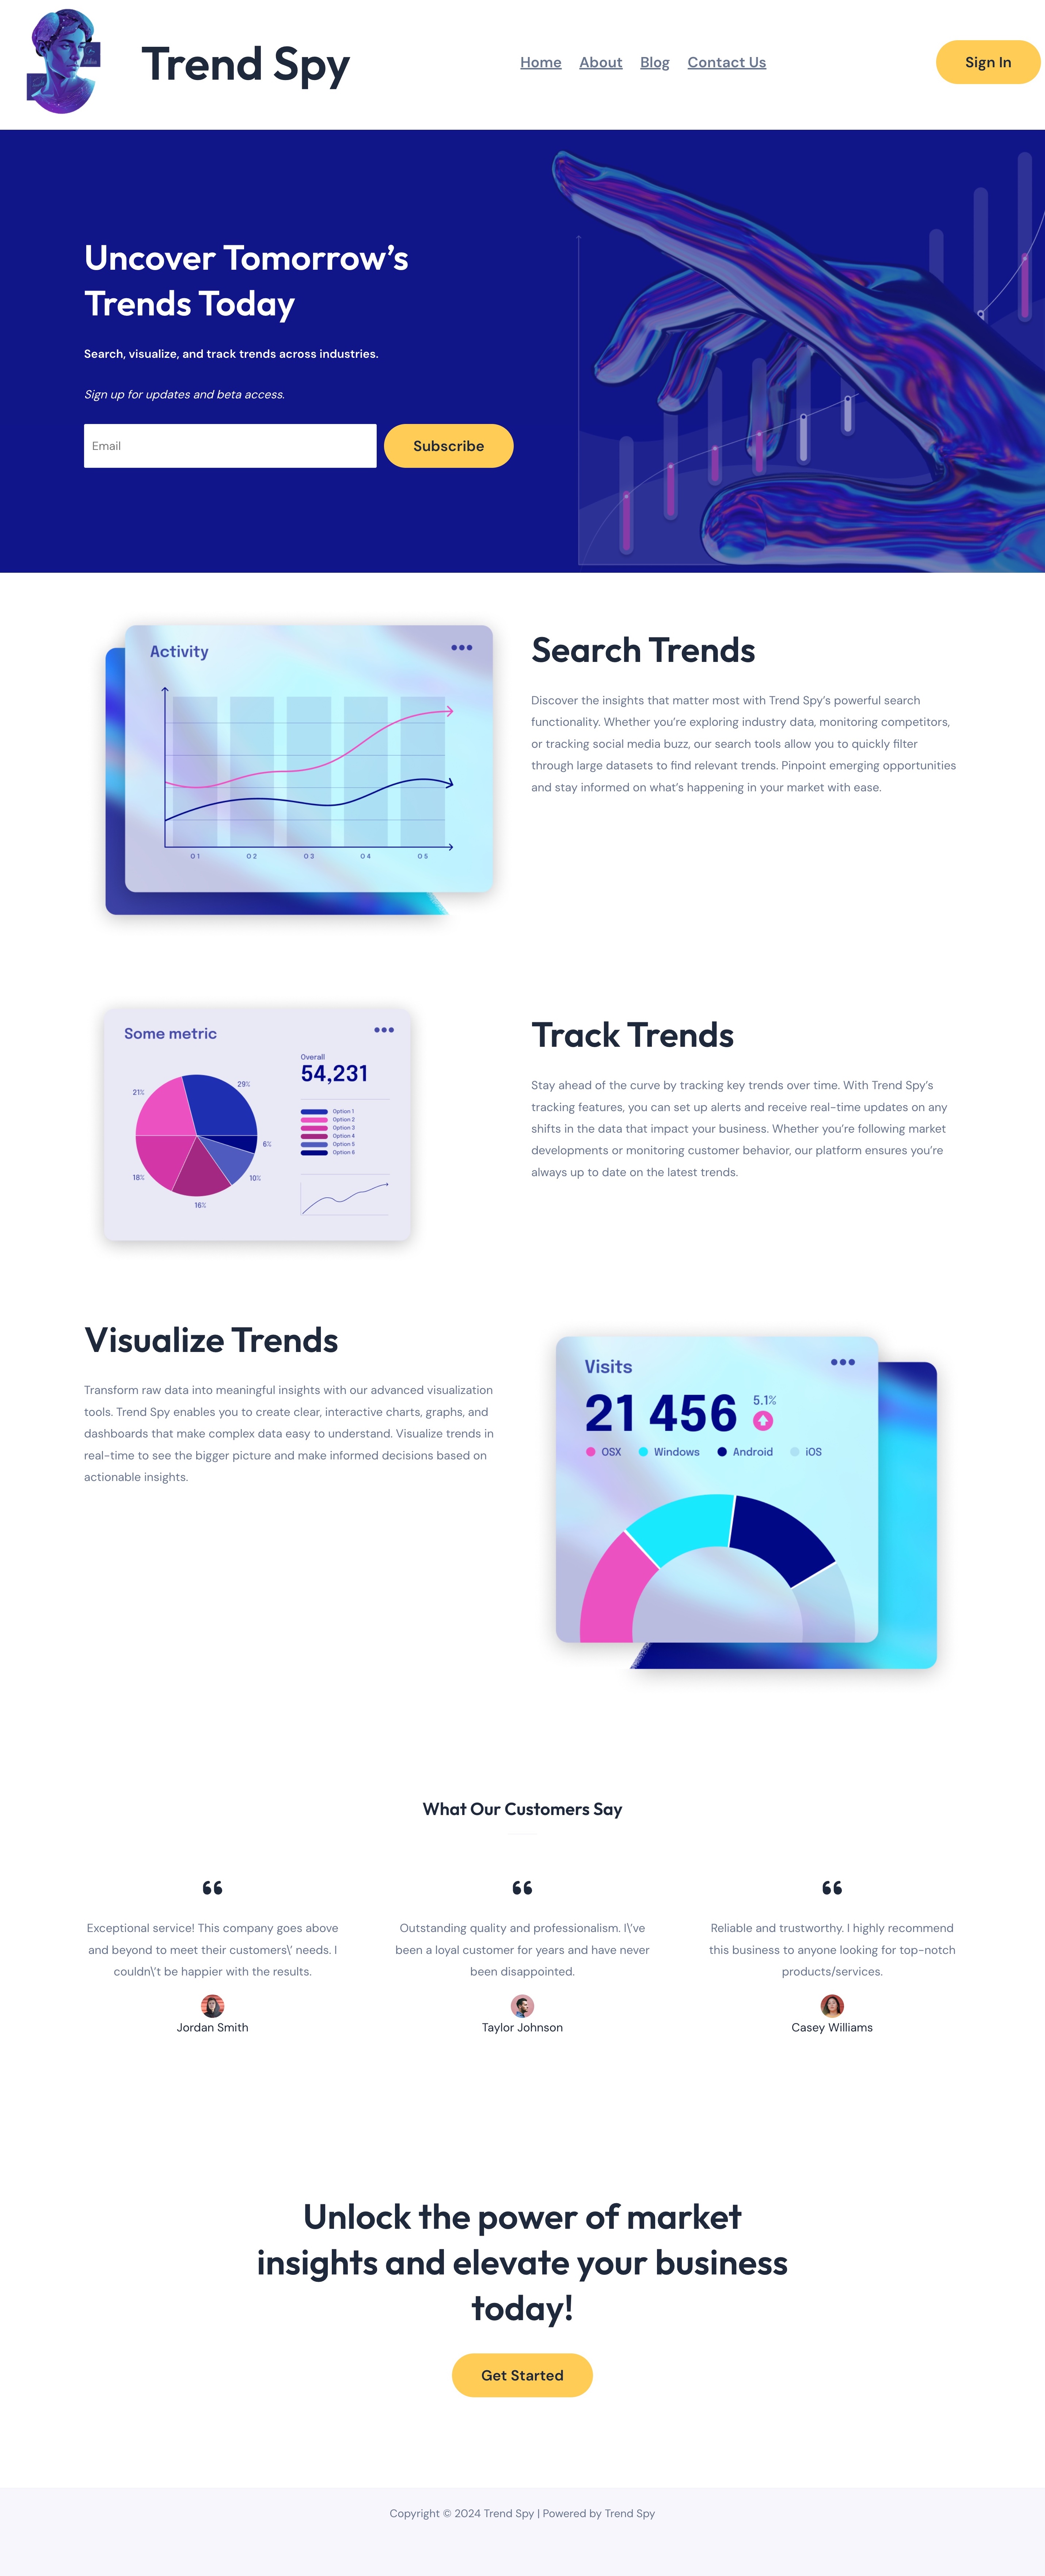 Trend Spy
Home About Blog Contact Us
Sign In
Uncover Tomorrow’s
Trends Today
Search, visualize, and track trends across industries.
Sign up for updates and beta access.
Email
Subscribe
Activity
01 02 03 04 05
Search Trends
Discover the insights that matter most with Trend Spy’s powerful search
functionality. Whether you’re exploring industry data, monitoring competitors,
or tracking social media buzz, our search tools allow you to quickly filter
through large datasets to find relevant trends. Pinpoint emerging opportunities
and stay informed on what’s happening in your market with ease.
Some metric
21%
29%
6%
10%
16%
18%
Overall
54,231
Option 1
Option 2
Option 3
Option 4
Option 5
Option 6
Track Trends
Stay ahead of the curve by tracking key trends over time. With Trend Spy’s
tracking features, you can set up alerts and receive real-time updates on any
shifts in the data that impact your business. Whether you’re following market
developments or monitoring customer behavior, our platform ensures you’re
always up to date on the latest trends.
Visualize Trends
Transform raw data into meaningful insights with our advanced visualization
tools. Trend Spy enables you to create clear, interactive charts, graphs, and
dashboards that make complex data easy to understand. Visualize trends in
real-time to see the bigger picture and make informed decisions based on
actionable insights.
Visits
21 456
5.1%
OSX Windows Android iOS
What Our Customers Say
“
Exceptional service! This company goes above
and beyond to meet their customers\’ needs. I
couldn\’t be happier with the results.
Jordan Smith
“
Outstanding quality and professionalism. I\’ve
been a loyal customer for years and have never
been disappointed.
Taylor Johnson
“
Reliable and trustworthy. I highly recommend
this business to anyone looking for top-notch
products/services.
Casey Williams
Unlock the power of market
insights and elevate your business
today!
Get Started
Copyright © 2024 Trend Spy | Powered by Trend Spy